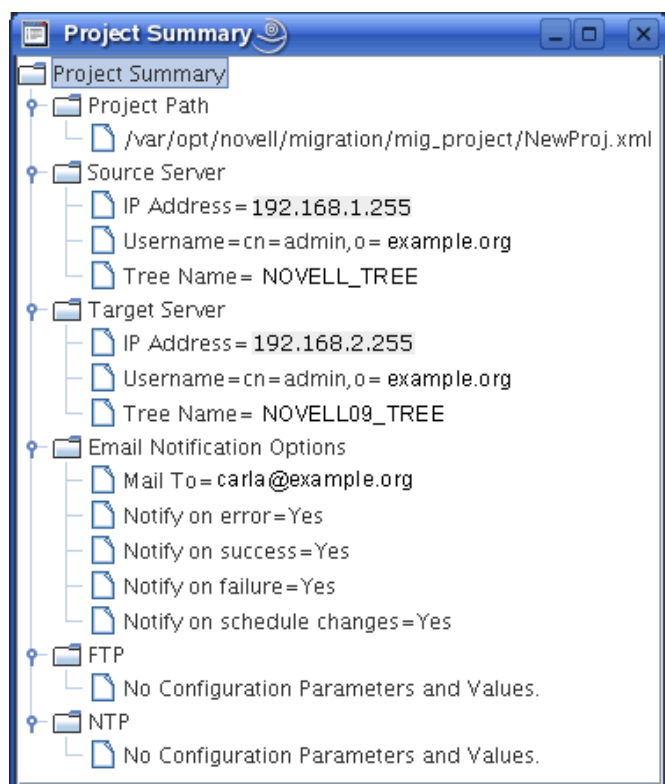 Project Summary
Project Summary
Project Path
/var/opt/novell/migration/mig_project/NewProj.xml
Source Server
IP Address=192.168.1.255
Username=cn=admin,o= example.org
Tree Name= NOVELL_TREE
Target Server
IP Address=192.168.2.255
Username=cn=admin,o= example.org
Tree Name= NOVELL09_TREE
Email Notification Options
Mail To=carla@example.org
Notify on error=Yes
Notify on success=Yes
Notify on failure=Yes
Notify on schedule changes=Yes
FTP
No Configuration Parameters and Values.
NTP
No Configuration Parameters and Values.